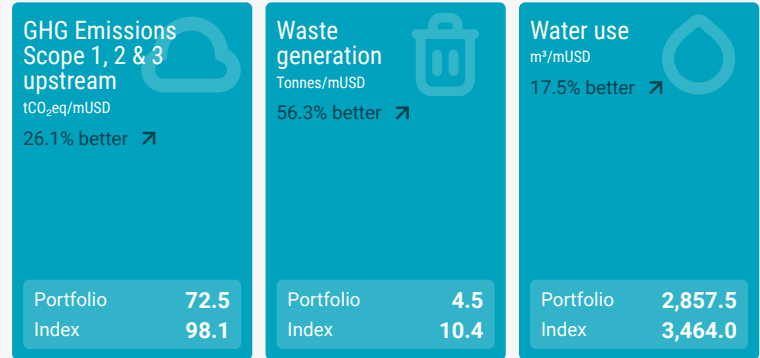 GHG Emissions
Scope 1, 2 & 3
upstream
tCO₂eq/mUSD
26.1% better
Portfolio 72.5
Index 98.1
Waste
generation
Tonnes/mUSD
56.3% better
Portfolio 4.5
Index 10.4
Water use
m³/mUSD
17.5% better
Portfolio 2,857.5
Index 3,464.0